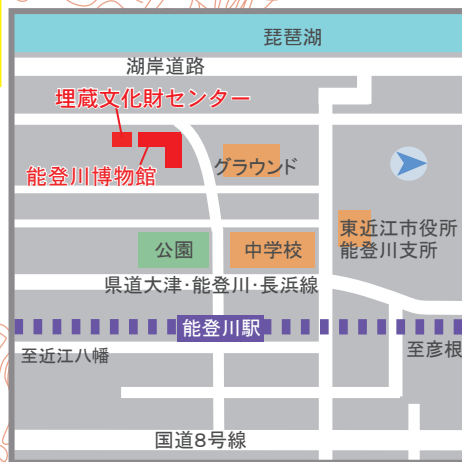 琵琶湖
湖岸道路
埋蔵文化財センター
能登川博物館
グラウンド
東近江市役所
能登川支所
公園
中学校
県道大津・能登川・長浜線
能登川駅
至近江八幡
至彦根
国道8号線